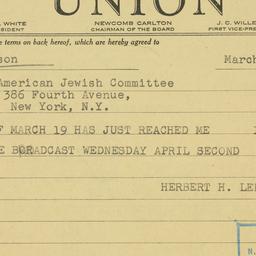 UNION
WHITE NEWCOMB CARLTON J. C. WILLE
PRESIDENT CHAIRMAN OF THE BOARD FIRST VICE-PRES
e terms on back hereof, which are hereby agreed to
son March
American Jewish Committee
386 Fourth Avenue,
New York, N.Y.
F MARCH 19 HAS JUST REACHED ME
E BROADCAST WEDNESDAY APRIL SECOND
HERBERT H. LE
N.